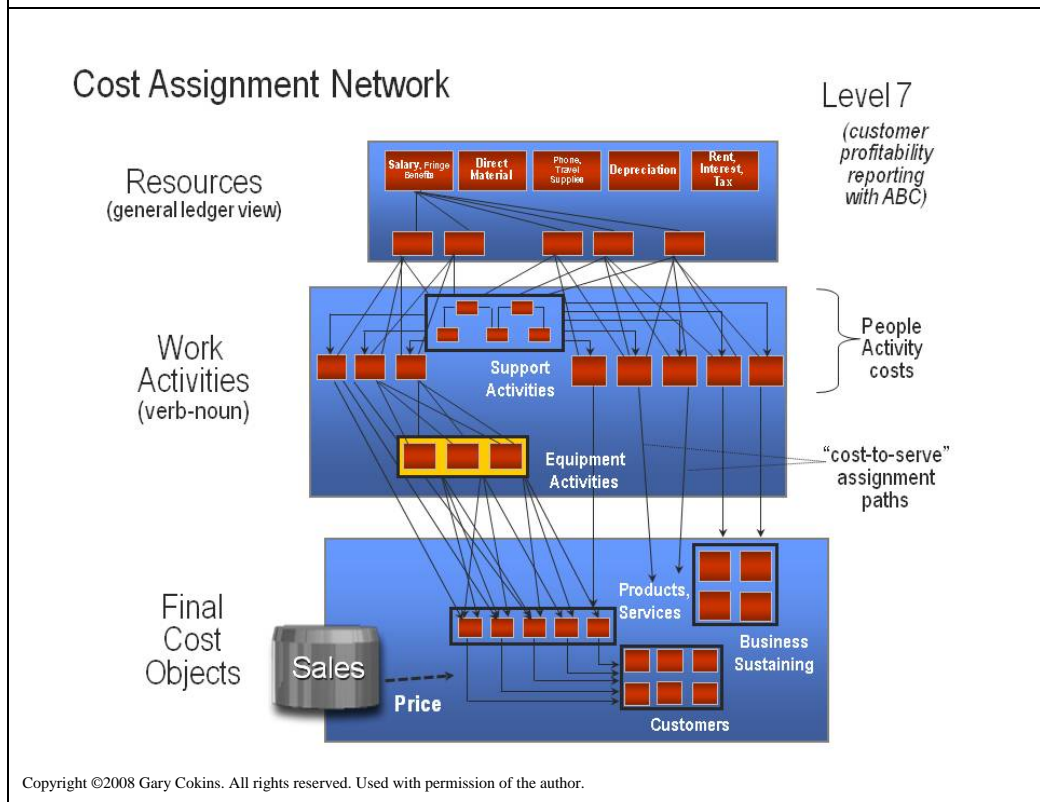 Cost Assignment Network
Level 7
(customer
profitability
reporting
with ABC)
Resources
(general ledger view)
Salary, Fringe
Benefits
Direct
Material
Phone,
Travel
Supplies
Depreciation
Rent,
Interest,
Tax
Work
Activities
(verb-noun)
Support
Activities
People
Activity
costs
Equipment
Activities
“cost-to-serve”
assignment
paths
Final
Cost
Objects
Products,
Services
Business
Sustaining
Sales
Price
Customers
Copyright ©2008 Gary Cokins. All rights reserved. Used with permission of the author.